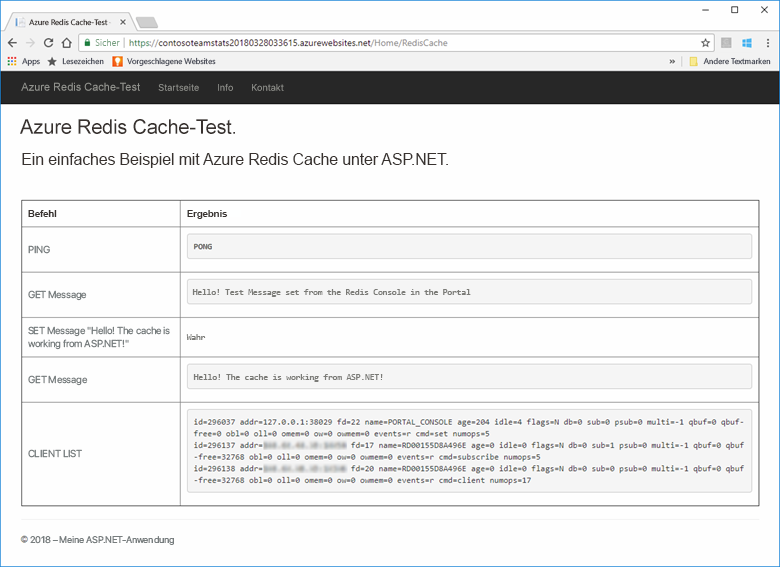 Azure Redis Cache-Test -
Sicher | https://contosoteamstats20180328033615.azurewebsites.net/Home/RedisCache
Apps Lesezeichen Vorgeschlagene Websites » Andere Textmarken
Azure Redis Cache-Test Startseite Info Kontakt
Azure Redis Cache-Test.
Ein einfaches Beispiel mit Azure Redis Cache unter ASP.NET.
Befehl Ergebnis
PING PONG
GET Message Hello! Test Message set from the Redis Console in the Portal
SET Message "Hello! The cache is
working from ASP.NET!" Wahr
GET Message Hello! The cache is working from ASP.NET!
CLIENT LIST
id=296037 addr=127.0.0.1:38029 fd=22 name=PORTAL_CONSOLE age=204 idle=4 flags=N db=0 sub=0 psub=0 multi=-1 qbuf=0 qbuf-
free=0 obl=0 oll=0 omem=0 ow=0 owmem=0 events=r cmd=set numops=5
id=296137 addr= fd=17 name=RD00155D8A496E age=0 idle=0 flags=N db=0 sub=1 psub=0 multi=-1 qbuf=0 qbuf
-free=32768 obl=0 oll=0 omem=0 ow=0 owmem=0 events=r cmd=subscribe numops=5
id=296138 addr= fd=20 name=RD00155D8A496E age=0 idle=0 flags=N db=0 sub=0 psub=0 multi=-1 qbuf=0 qbuf
-free=32768 obl=0 oll=0 omem=0 ow=0 owmem=0 events=r cmd=client numops=17
© 2018 – Meine ASP.NET-Anwendung